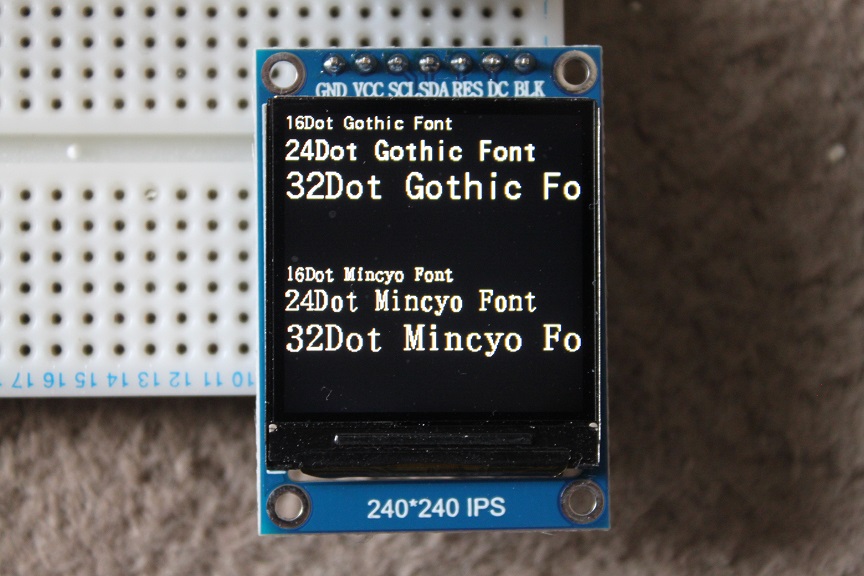 GND VCC SCL SDA RES DC BLK
16Dot Gothic Font
24Dot Gothic Font
32Dot Gothic Fo
16Dot Mincyo Font
24Dot Mincyo Font
32Dot Mincyo Fo
17 16 15 14 13 12 11 10
240*240 IPS